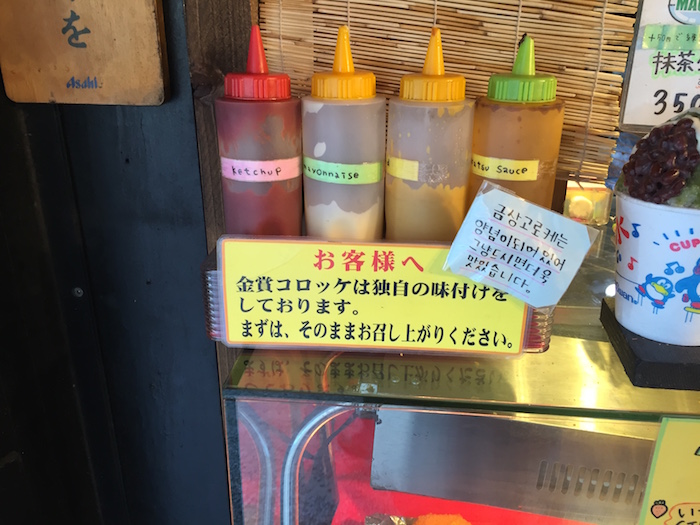 を
Asahi
Ketchup
mayonnaise
Sauce
お客様へ
金賞コロッケは独自の味付けを
しております。
まずは、そのままお召し上がりください。
금상고로케는
양념이되어있어
그냥드시면더욱
맛있습니다。
抹茶
350
CUP